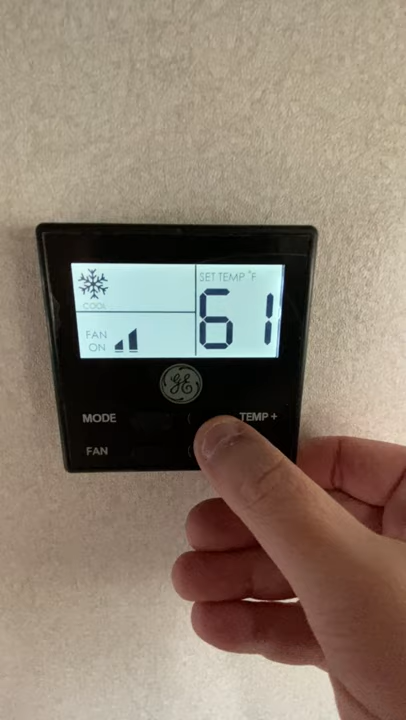 SET TEMP °F
COOL
61
FAN
ON
GE
MODE
TEMP +
FAN